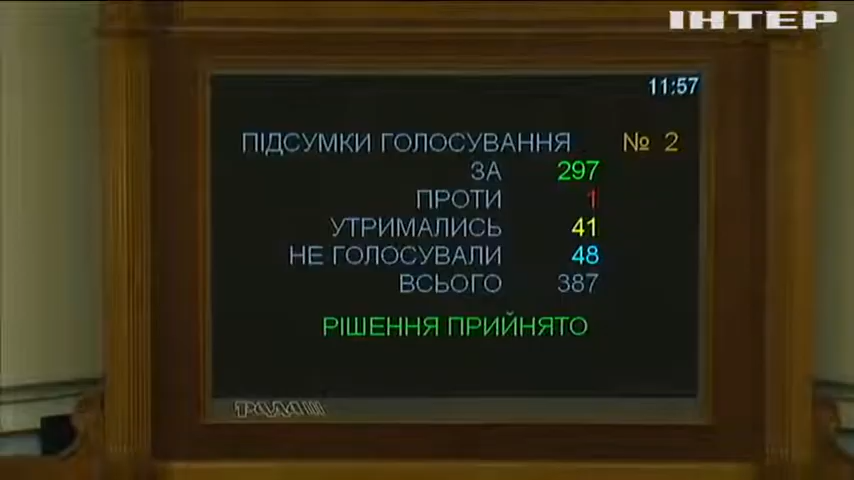 ІНТЕР
11:57
ПІДСУМКИ ГОЛОСУВАННЯ № 2
ЗА 297
ПРОТИ 1
УТРИМАЛИСЬ 41
НЕ ГОЛОСУВАЛИ 48
ВСЬОГО 387
РІШЕННЯ ПРИЙНЯТО
РАДА